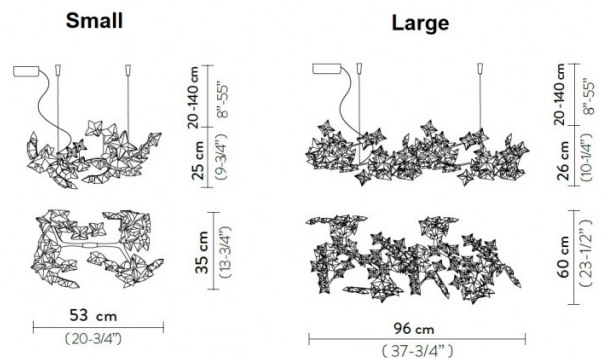 Small
20-140 cm
8"-55"
25 cm
(9-3/4")
35 cm
(13-3/4")
53 cm
(20-3/4")
Large
20-140 cm
8"-55"
26 cm
(10-1/4")
60 cm
( 23-1/2" )
96 cm
( 37-3/4" )